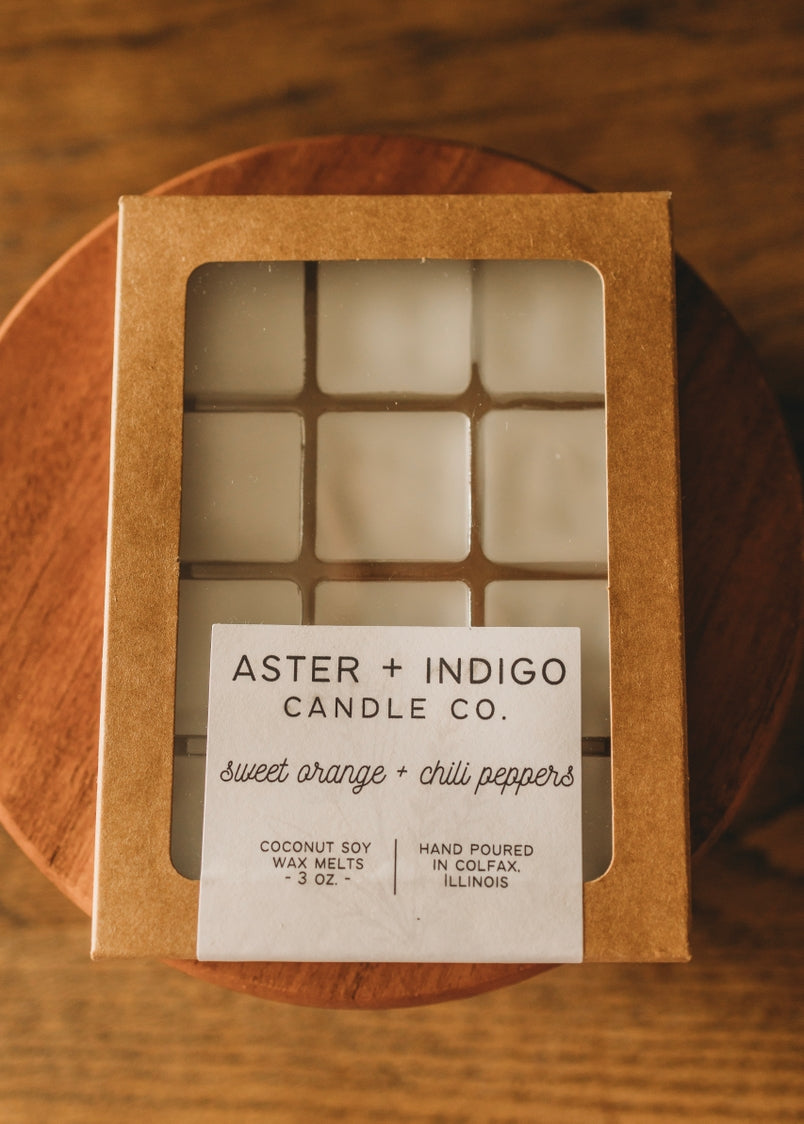 ASTER + INDIGO
CANDLE CO.
sweet orange + chili peppers
COCONUT SOY
WAX MELTS
- 3 OZ. -
HAND POURED
IN COLFAX,
ILLINOIS